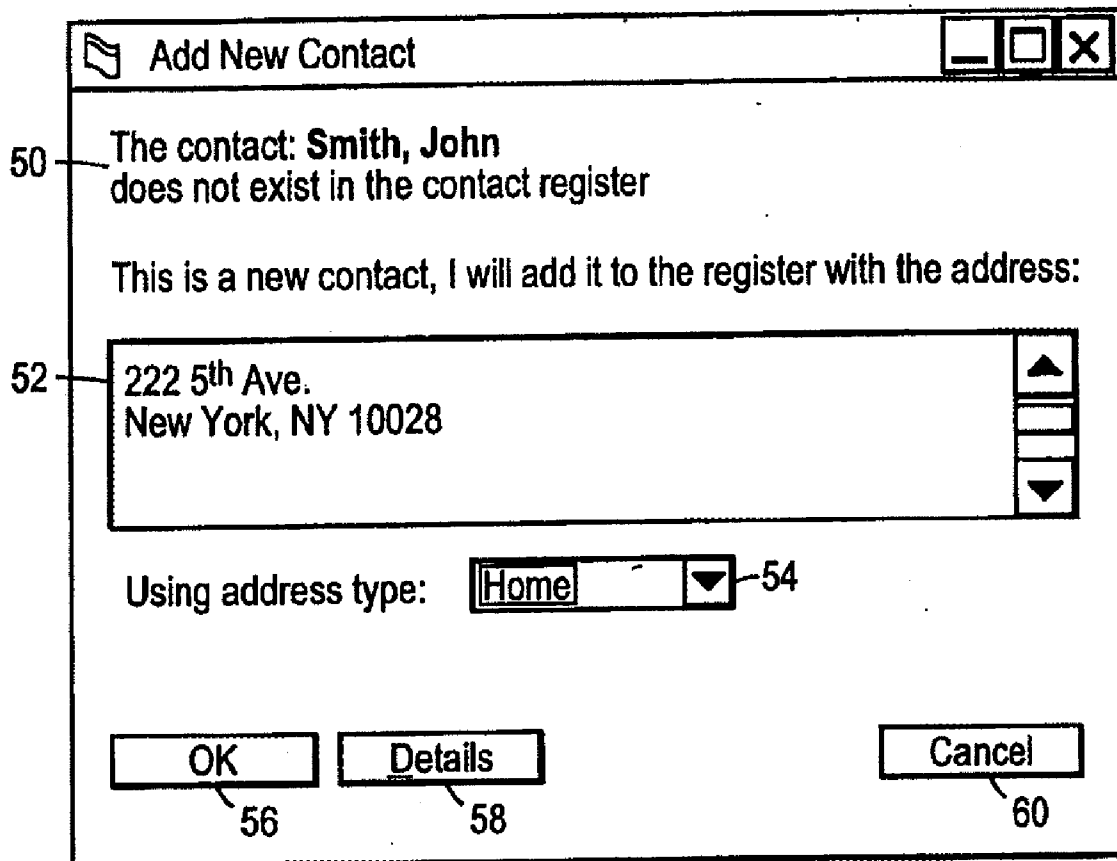 Add New Contact
50
The contact: Smith, John
does not exist in the contact register
This is a new contact, I will add it to the register with the address:
52
222 5th Ave.
New York, NY 10028
Using address type: Home 54
OK Details Cancel
56 58 60